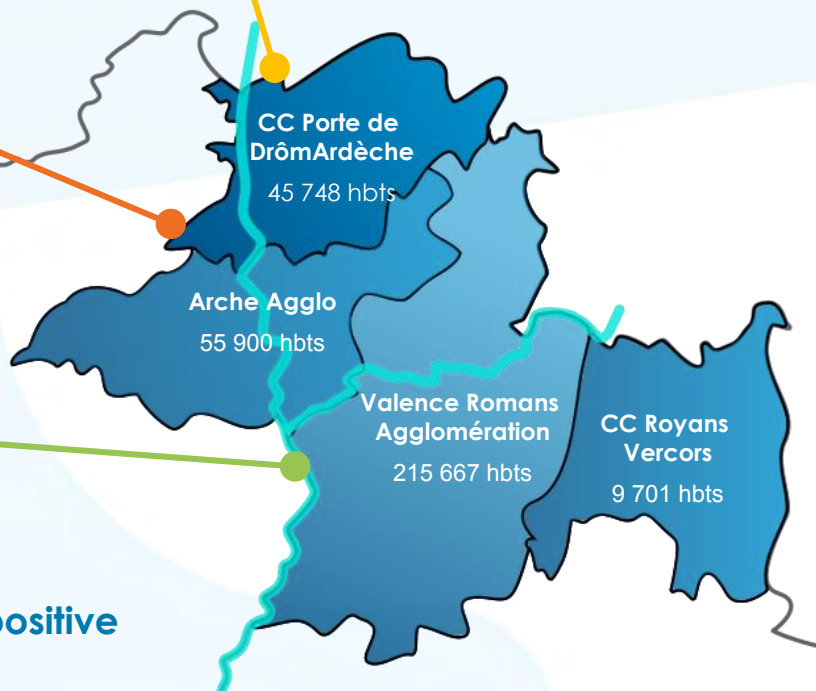 CC Porte de
DrômArdèche
45 748 hbts
Arche Agglo
55 900 hbts
Valence Romans
Agglomération
215 667 hbts
CC Royans
Vercors
9 701 hbts
positive